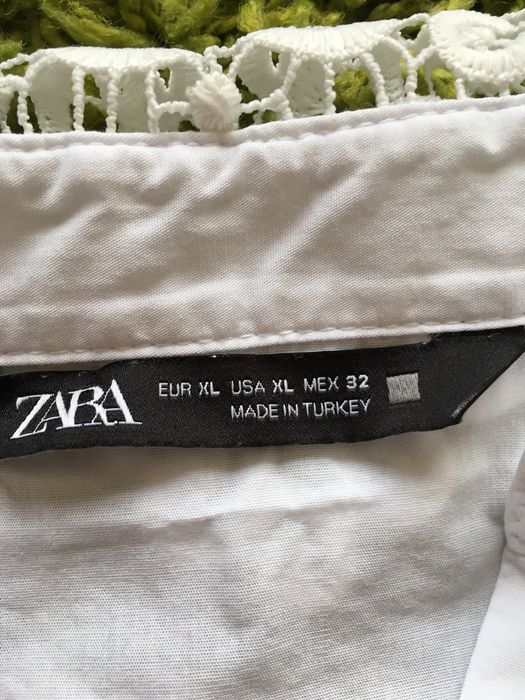 ZARA
EUR XL USA XL MEX 32
MADE IN TURKEY